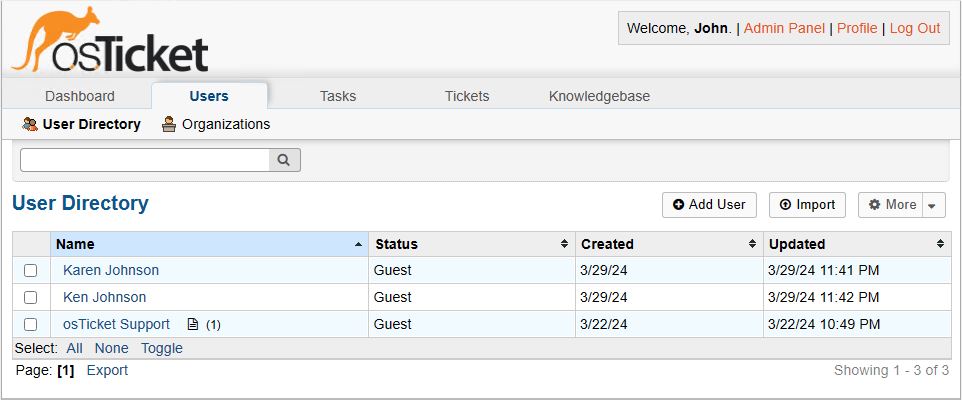 osTicket
Welcome, John. | Admin Panel | Profile | Log Out
Dashboard Users Tasks Tickets Knowledgebase
User Directory Organizations
User Directory
Add User Import More
Name Status Created Updated
Karen Johnson Guest 3/29/24 3/29/24 11:41 PM
Ken Johnson Guest 3/29/24 3/29/24 11:42 PM
osTicket Support (1) Guest 3/22/24 3/22/24 10:49 PM
Select: All None Toggle
Page: [1] Export Showing 1 - 3 of 3